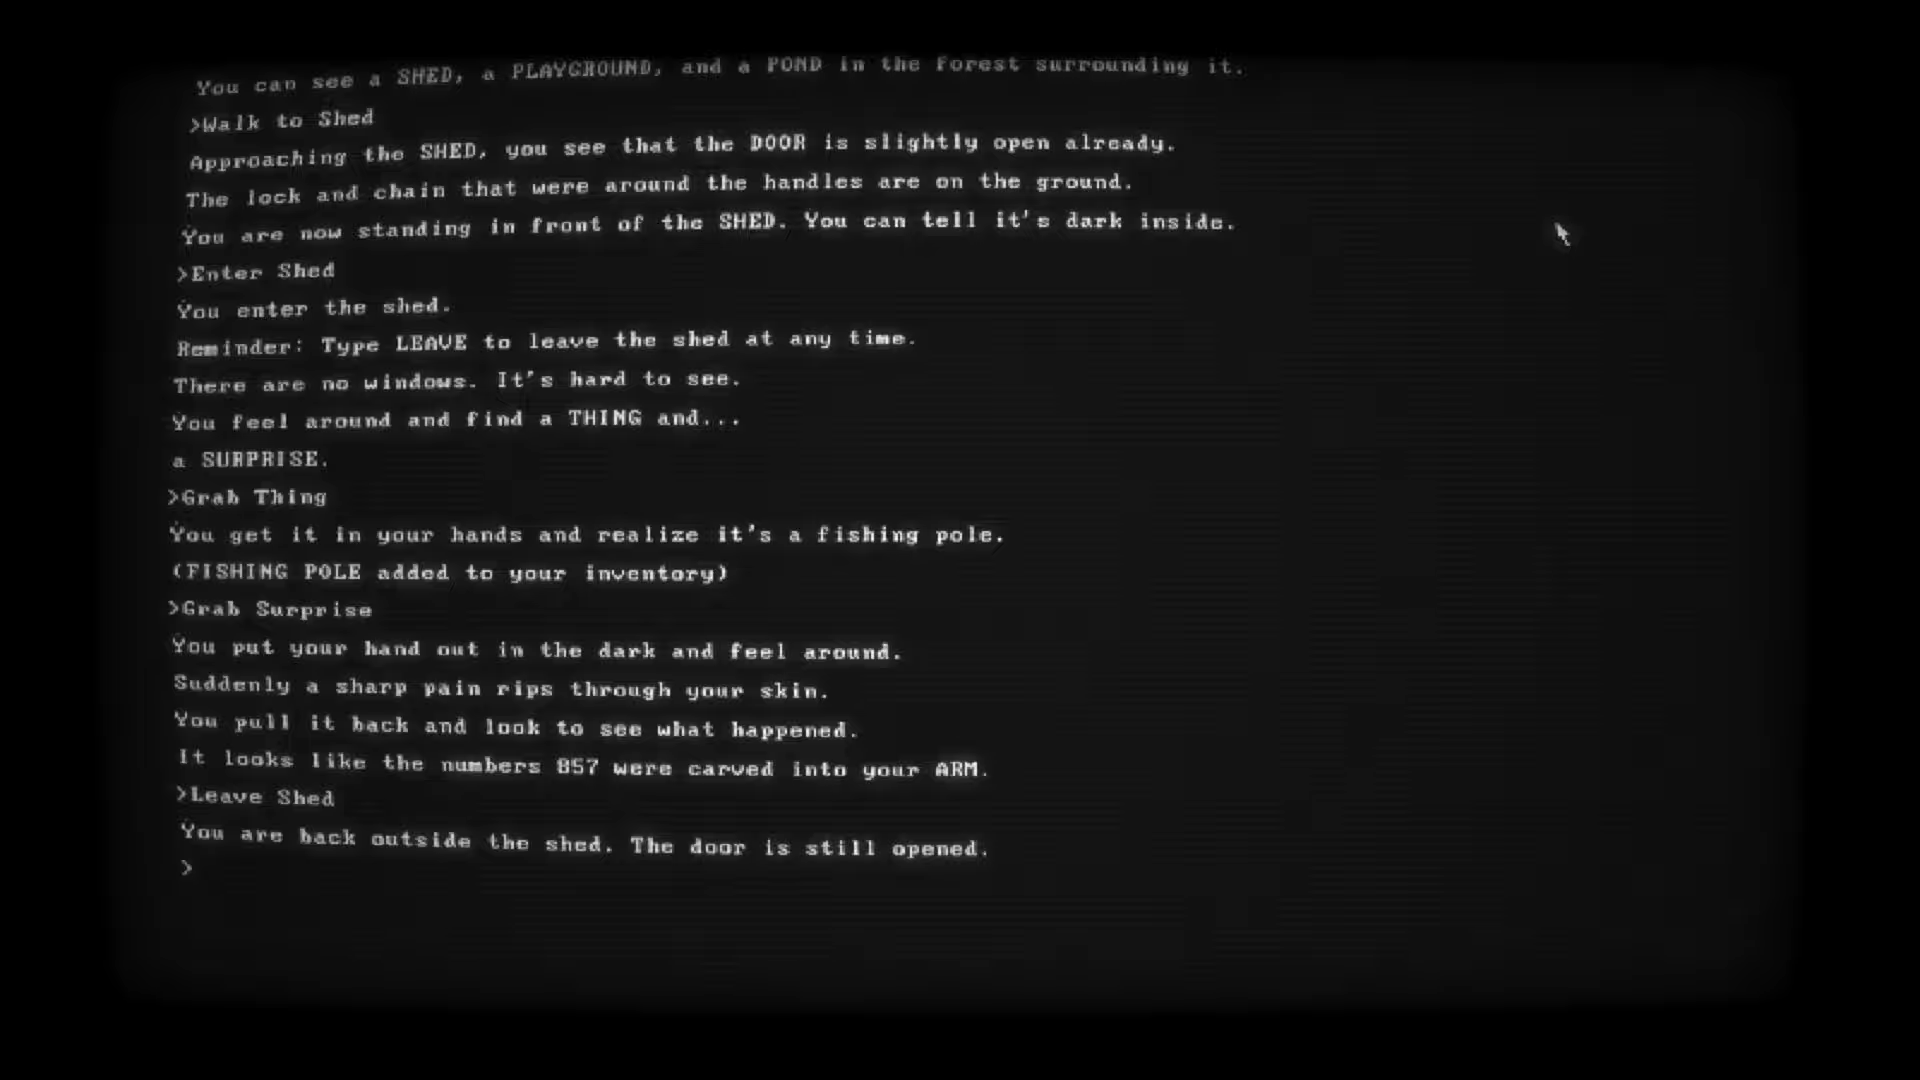 You can see a SHED, a PLAYGROUND, and a POND in the forest surrounding it.
>Walk to Shed
Approaching the SHED, you see that the DOOR is slightly open already.
The lock and chain that were around the handles are on the ground.
You are now standing in front of the SHED. You can tell it's dark inside.
>Enter Shed
You enter the shed.
Reminder: Type LEAVE to leave the shed at any time.
There are no windows. It's hard to see.
You feel around and find a THING and...
a SURPRISE.
>Grab Thing
You get it in your hands and realize it's a fishing pole.
(FISHING POLE added to your inventory)
>Grab Surprise
You put your hand out in the dark and feel around.
Suddenly a sharp pain rips through your skin.
You pull it back and look to see what happened.
It looks like the numbers 857 were carved into your ARM.
>Leave Shed
You are back outside the shed. The door is still opened.
>